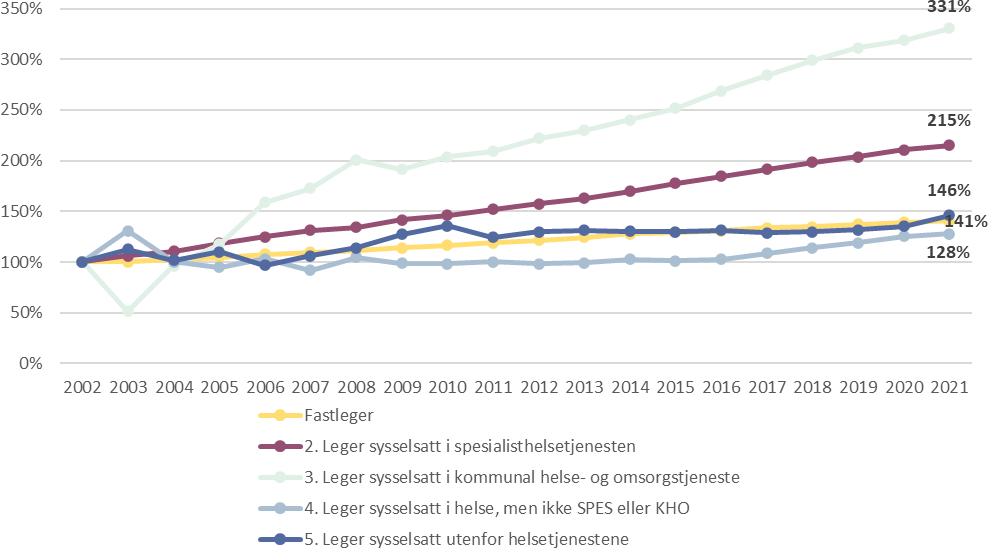 350%
331%
300%
250%
215%
200%
146%
150%
141%
128%
100%
50%
0%
2002 2003 2004 2005 2006 2007 2008 2009 2010 2011 2012 2013 2014 2015 2016 2017 2018 2019 2020 2021
Fastleger
2. Leger sysselsatt i spesialisthelsetjenesten
3. Leger sysselsatt i kommunal helse- og omsorgstjeneste
4. Leger sysselsatt i helse, men ikke SPES eller KHO
5. Leger sysselsatt utenfor helsetjenestene